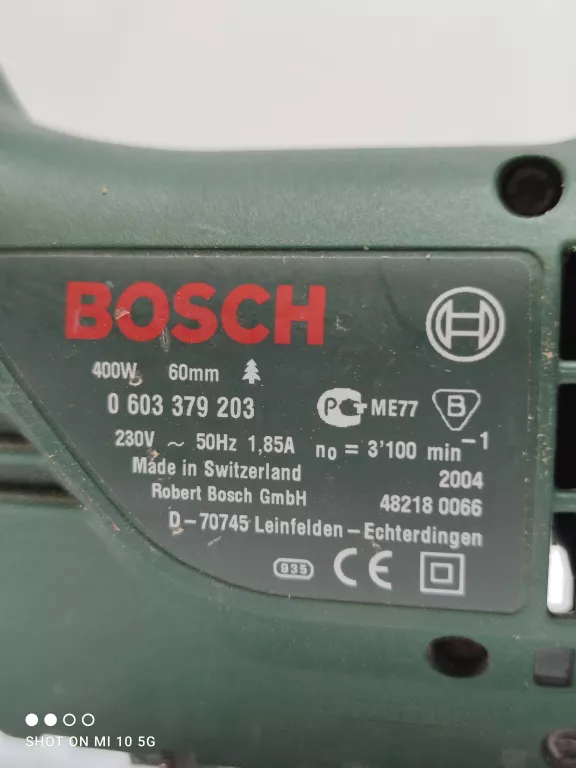 BOSCH
400W 60mm
0 603 379 203
PCT ME77 B
230V ~ 50Hz 1,85A n₀ = 3'100 min⁻¹
Made in Switzerland 2004
Robert Bosch GmbH 48218 0066
D-70745 Leinfelden-Echterdingen
935 CE
SHOT ON MI 10 5G